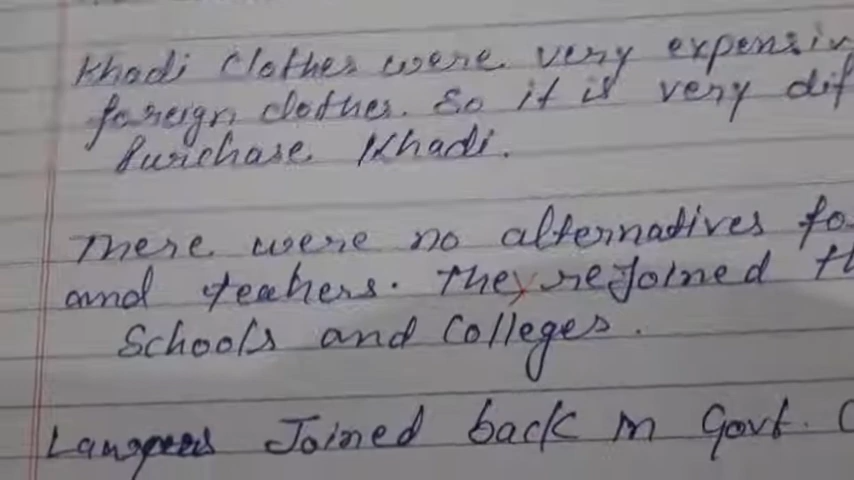 Khadi clothes were very expensiv
foreign clothes. So it is very dif
Purchase Khadi.
There were no alternatives fo
and teachers. They rejoined th
Schools and Colleges.
Joined back in Govt. C